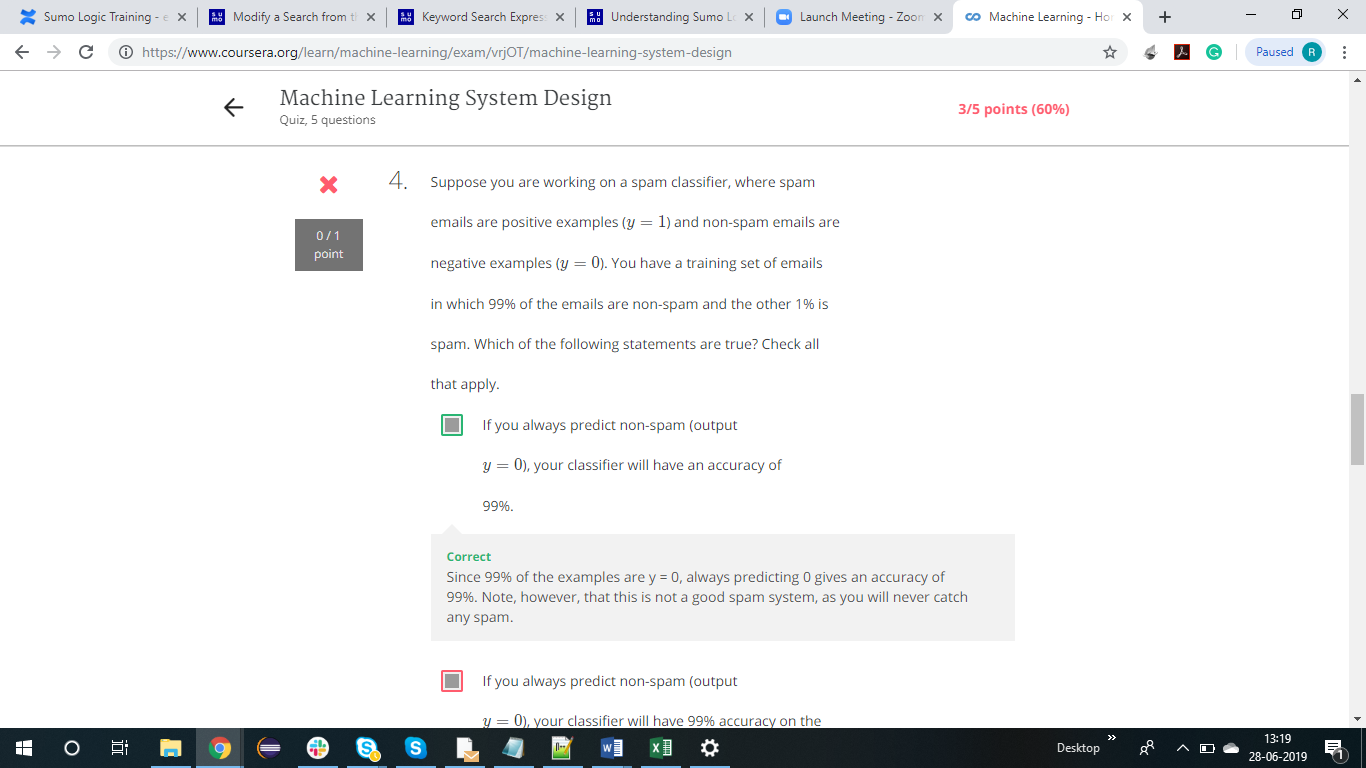 Sumo Logic Training - e
Modify a Search from th
Keyword Search Express
Understanding Sumo Lo
Launch Meeting - Zoom
Machine Learning - Hor
https://www.coursera.org/learn/machine-learning/exam/vrjOT/machine-learning-system-design
Paused R
Machine Learning System Design
Quiz, 5 questions
3/5 points (60%)
0 / 1
point
4.
Suppose you are working on a spam classifier, where spam
emails are positive examples (y = 1) and non-spam emails are
negative examples (y = 0). You have a training set of emails
in which 99% of the emails are non-spam and the other 1% is
spam. Which of the following statements are true? Check all
that apply.
If you always predict non-spam (output
y = 0), your classifier will have an accuracy of
99%.
Correct
Since 99% of the examples are y = 0, always predicting 0 gives an accuracy of
99%. Note, however, that this is not a good spam system, as you will never catch
any spam.
If you always predict non-spam (output
y = 0), your classifier will have 99% accuracy on the
Desktop
13:19
28-06-2019
1